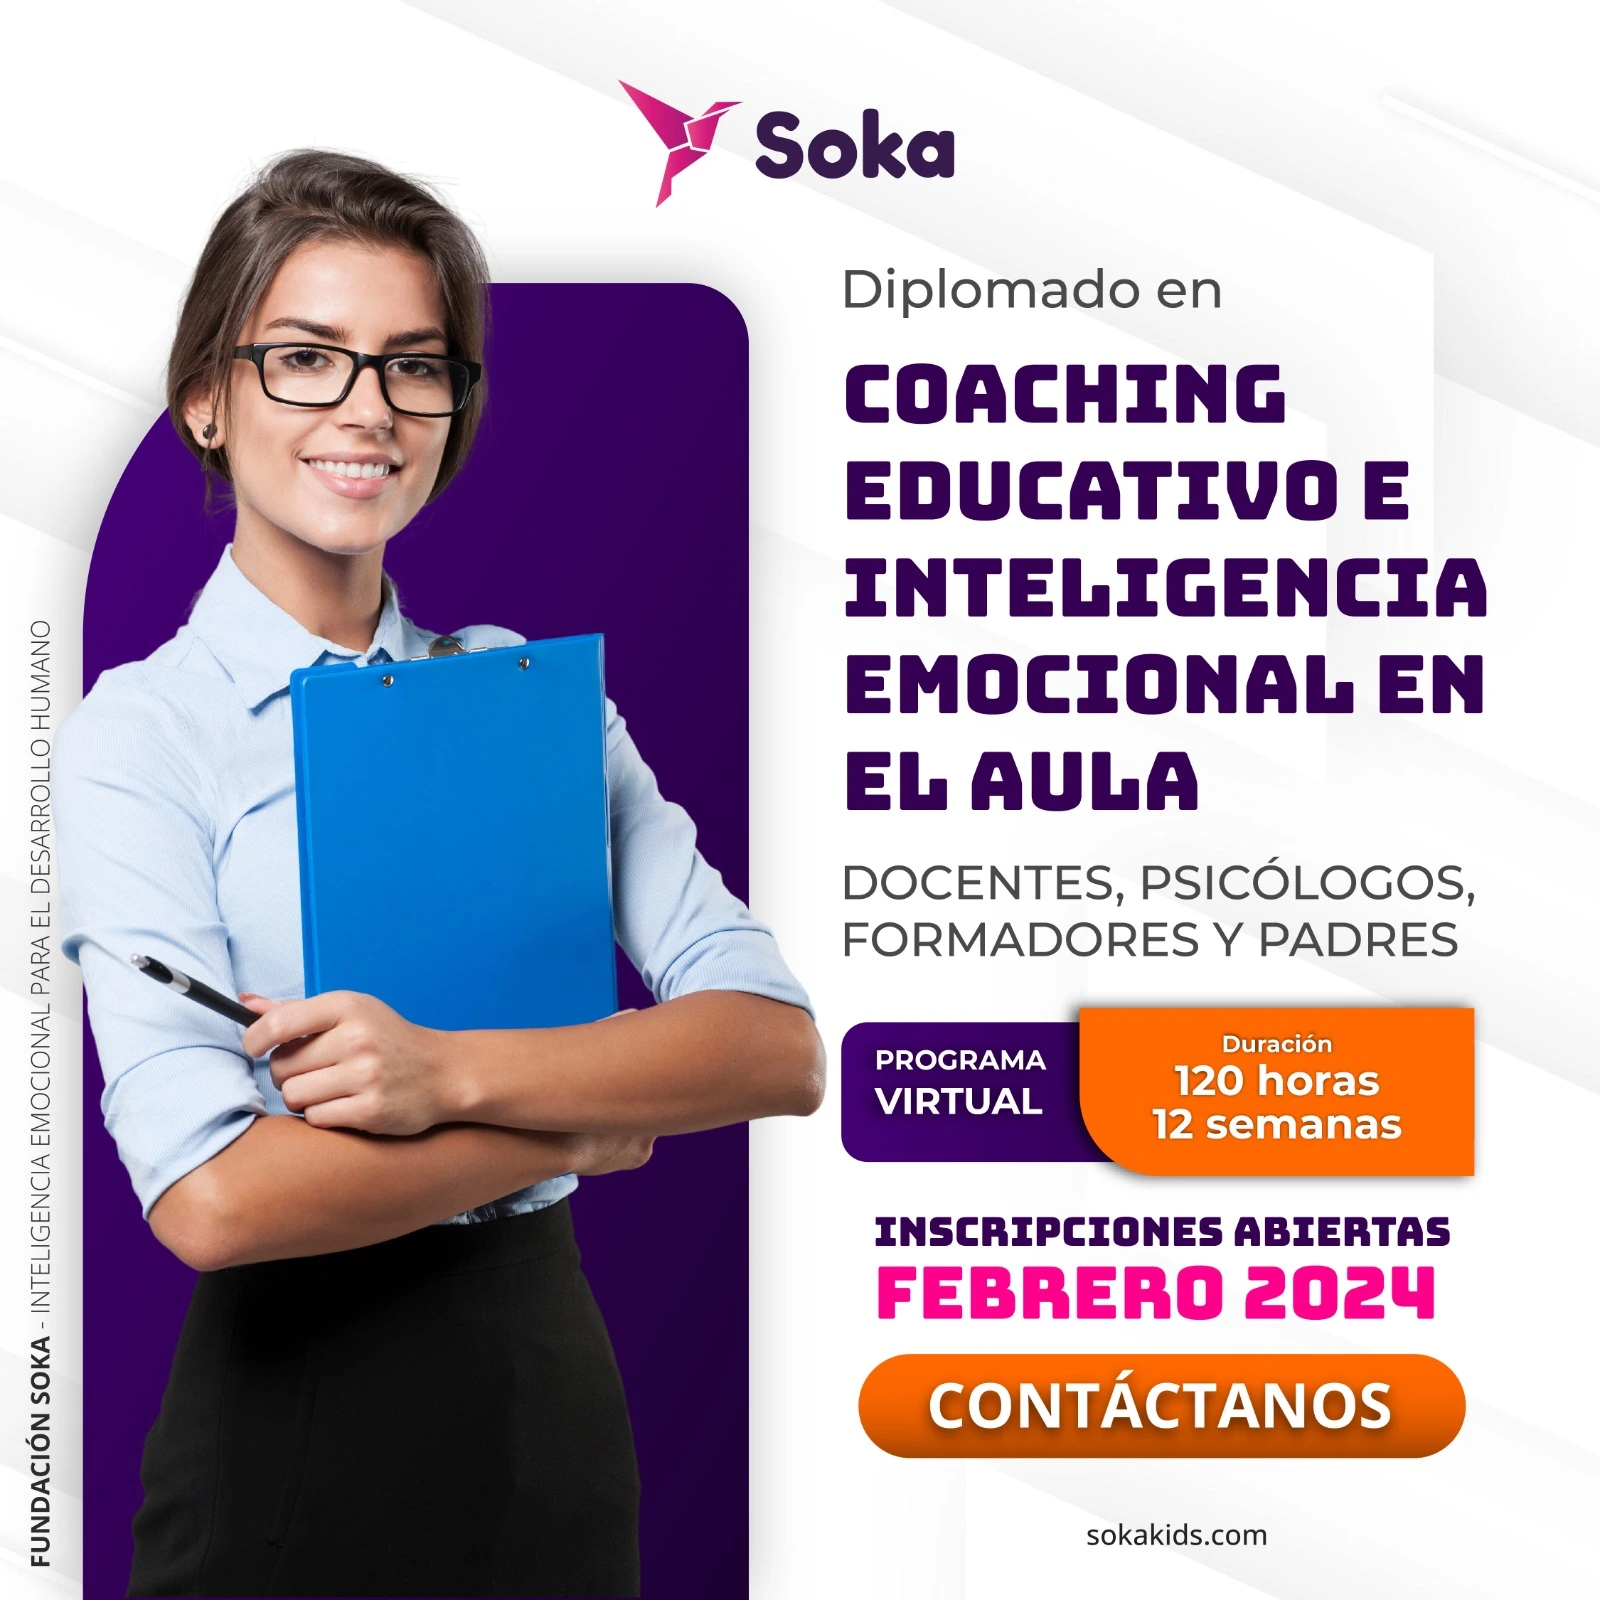 Soka
Diplomado en
COACHING
EDUCATIVO E
INTELIGENCIA
EMOCIONAL EN
EL AULA
DOCENTES, PSICÓLOGOS,
FORMADORES Y PADRES
PROGRAMA
VIRTUAL
Duración
120 horas
12 semanas
INSCRIPCIONES ABIERTAS
FEBRERO 2024
CONTÁCTANOS
sokakids.com
FUNDACIÓN SOKA - INTELIGENCIA EMOCIONAL PARA EL DESARROLLO HUMANO